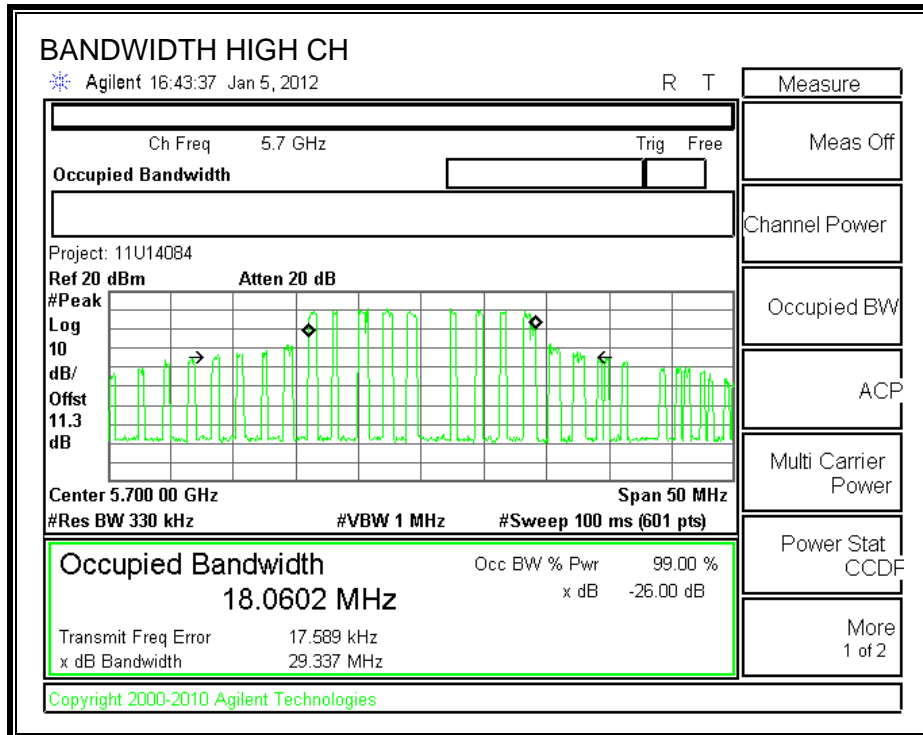 BANDWIDTH HIGH CH
Agilent 16:43:37 Jan 5, 2012 R T
Ch Freq 5.7 GHz Trig Free
Occupied Bandwidth
Project: 11U14084
Ref 20 dBm Atten 20 dB
#Peak
Log
10
dB/
Offst
11.3
dB
Center 5.700 00 GHz Span 50 MHz
#Res BW 330 kHz #VBW 1 MHz #Sweep 100 ms (601 pts)
Occupied Bandwidth
18.0602 MHz
Occ BW % Pwr 99.00 %
x dB -26.00 dB
Transmit Freq Error 17.589 kHz
x dB Bandwidth 29.337 MHz
Copyright 2000-2010 Agilent Technologies
Measure
Meas Off
Channel Power
Occupied BW
ACP
Multi Carrier
Power
Power Stat
CCDF
More
1 of 2